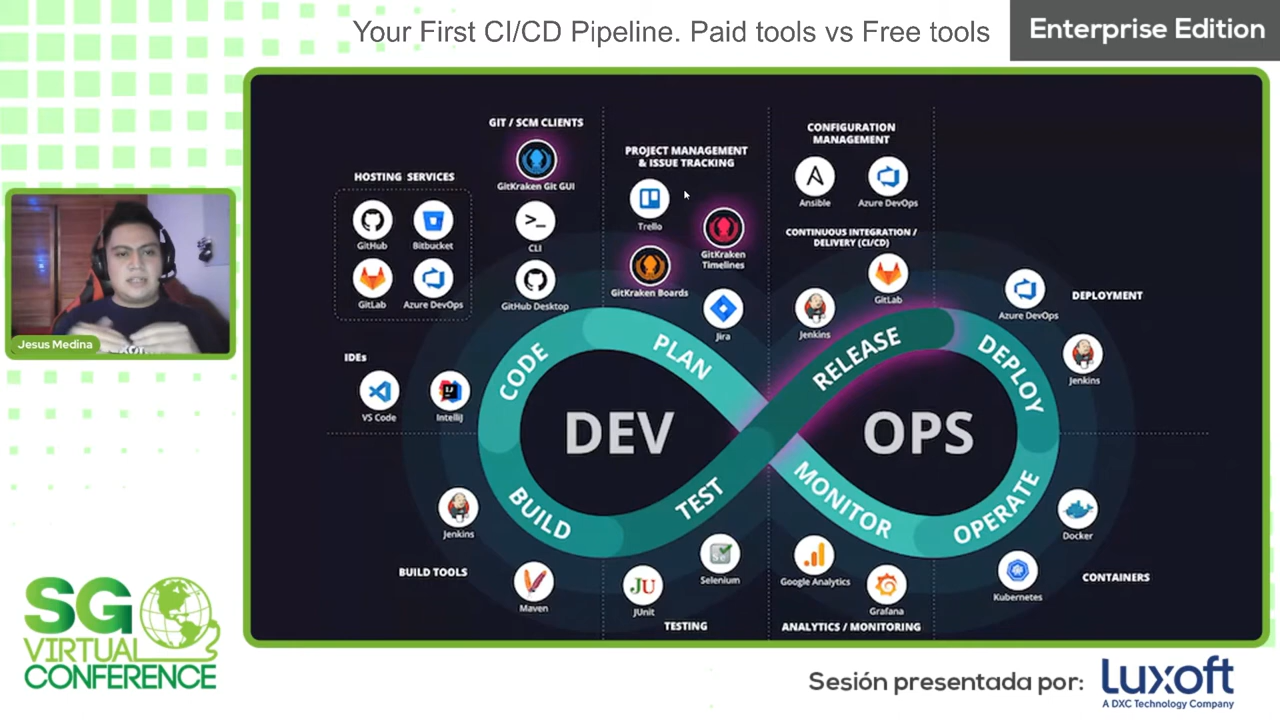 Your First CI/CD Pipeline. Paid tools vs Free tools
Enterprise Edition
GIT / SCM CLIENTS
GitKraken Git GUI
CLI
GitHub Desktop
HOSTING SERVICES
GitHub
Bitbucket
GitLab
Azure DevOps
IDEs
VS Code
IntelliJ
PROJECT MANAGEMENT
& ISSUE TRACKING
Trello
GitKraken
Timelines
GitKraken Boards
Jira
CONFIGURATION
MANAGEMENT
Ansible
Azure DevOps
CONTINUOUS INTEGRATION /
DELIVERY (CI/CD)
GitLab
Jenkins
Azure DevOps
DEPLOYMENT
Jenkins
CODE
PLAN
RELEASE
DEPLOY
DEV
OPS
BUILD
TEST
MONITOR
OPERATE
Jenkins
BUILD TOOLS
Maven
JU
JUnit
Se
Selenium
TESTING
Google Analytics
Grafana
ANALYTICS / MONITORING
Docker
Kubernetes
CONTAINERS
Jesus Medina
SG
VIRTUAL
CONFERENCE
Sesión presentada por:
luxoft
A DXC Technology Company